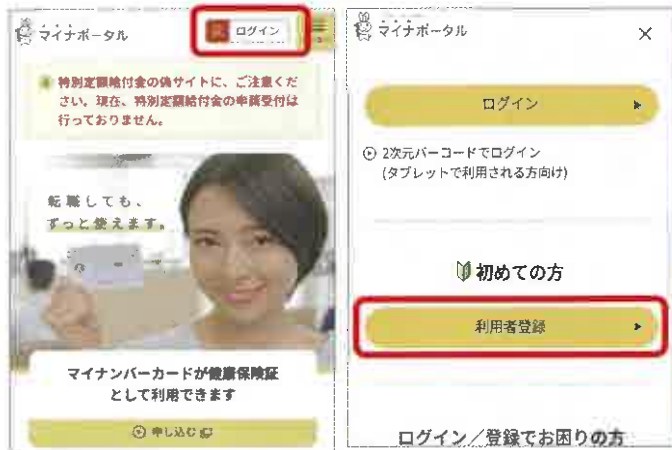 マイナポータル
ログイン
特別定額給付金の偽サイトに、ご注意くだ
さい。現在、特別定額給付金の申請受付は
行っておりません。
転職しても、
ずっと使えます。
マイナンバーカードが健康保険証
として利用できます
申し込む
マイナポータル
ログイン
2次元バーコードでログイン
(タブレットで利用される方向け)
初めての方
利用者登録
ログイン/登録でお困りの方